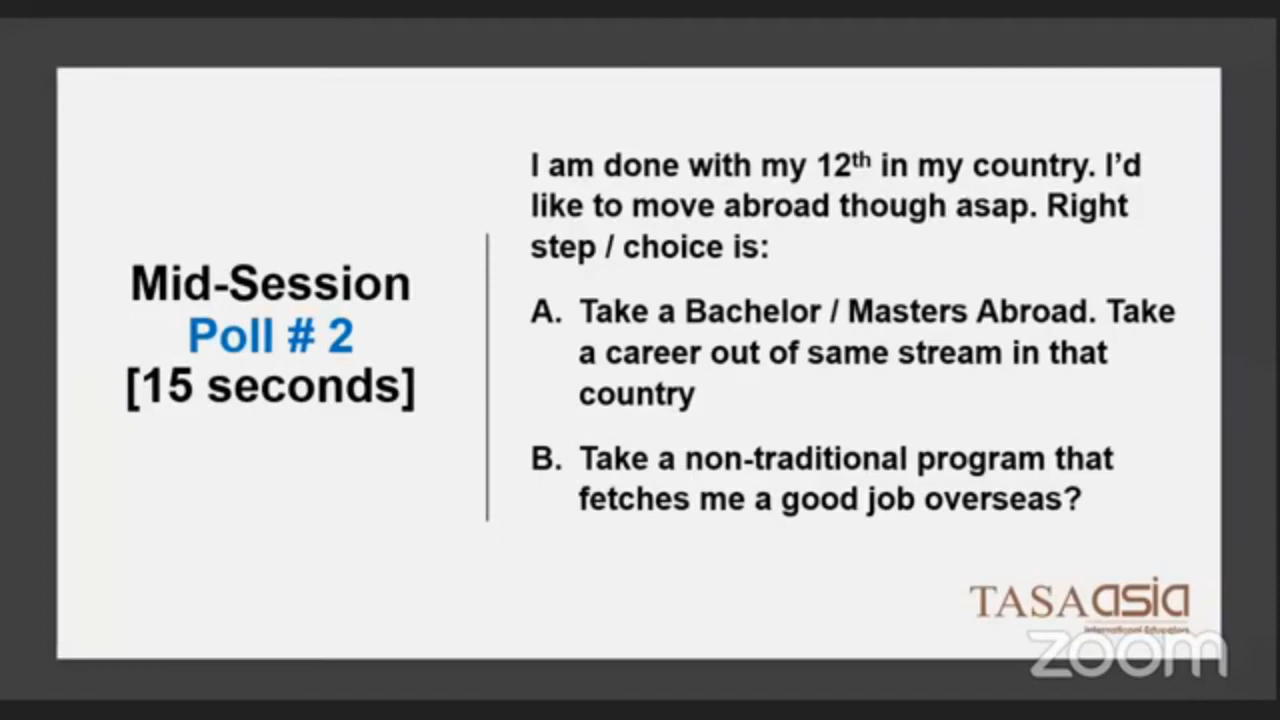 Mid-Session
Poll # 2
[15 seconds]
I am done with my 12th in my country. I’d
like to move abroad though asap. Right
step / choice is:
A. Take a Bachelor / Masters Abroad. Take
a career out of same stream in that
country
B. Take a non-traditional program that
fetches me a good job overseas?
TASAasia
International Educators
zoom